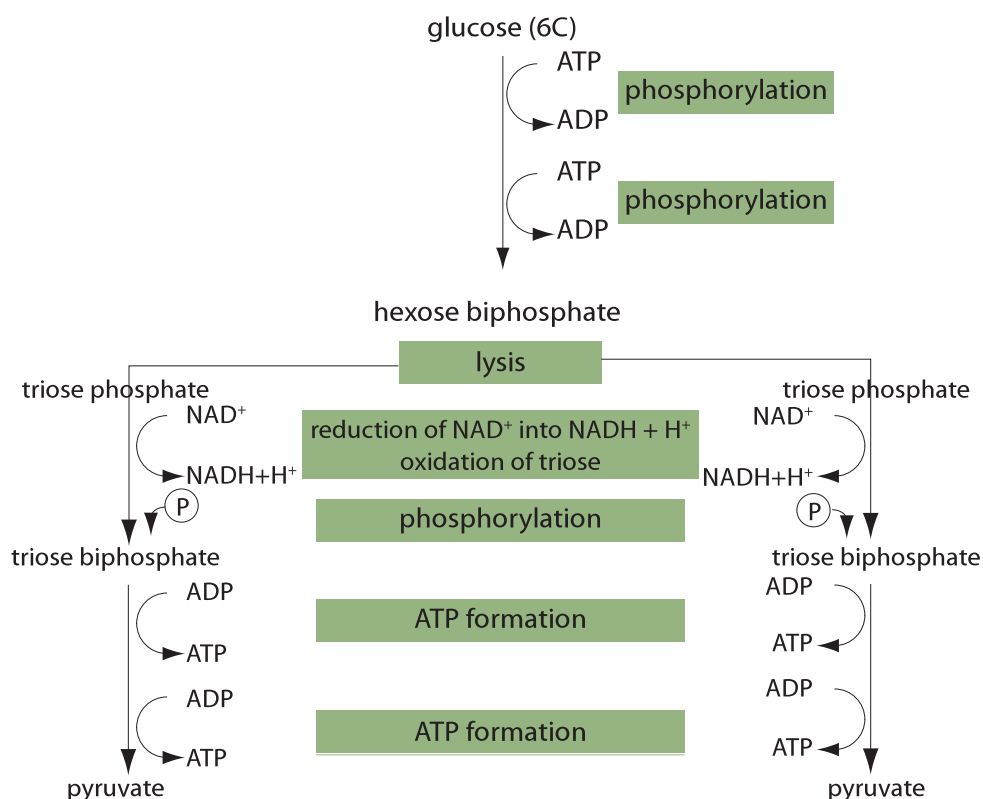 glucose (6C)
ATP
phosphorylation
ADP
ATP
phosphorylation
ADP
hexose biphosphate
lysis
triose phosphate
triose phosphate
NAD⁺
NAD⁺
reduction of NAD⁺ into NADH + H⁺
oxidation of triose
NADH+H⁺
NADH+H⁺
P
P
phosphorylation
triose biphosphate
triose biphosphate
ADP
ADP
ATP formation
ATP
ATP
ADP
ADP
ATP formation
ATP
ATP
pyruvate
pyruvate